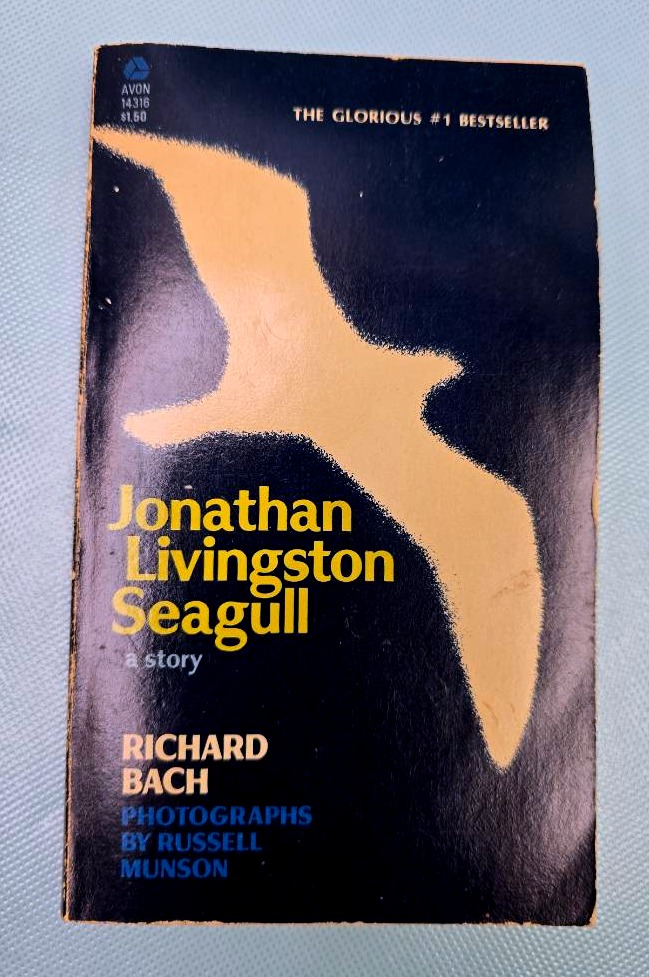 AVON
14316
$1.50
THE GLORIOUS #1 BESTSELLER
Jonathan
Livingston
Seagull
a story
RICHARD
BACH
PHOTOGRAPHS
BY RUSSELL
MUNSON